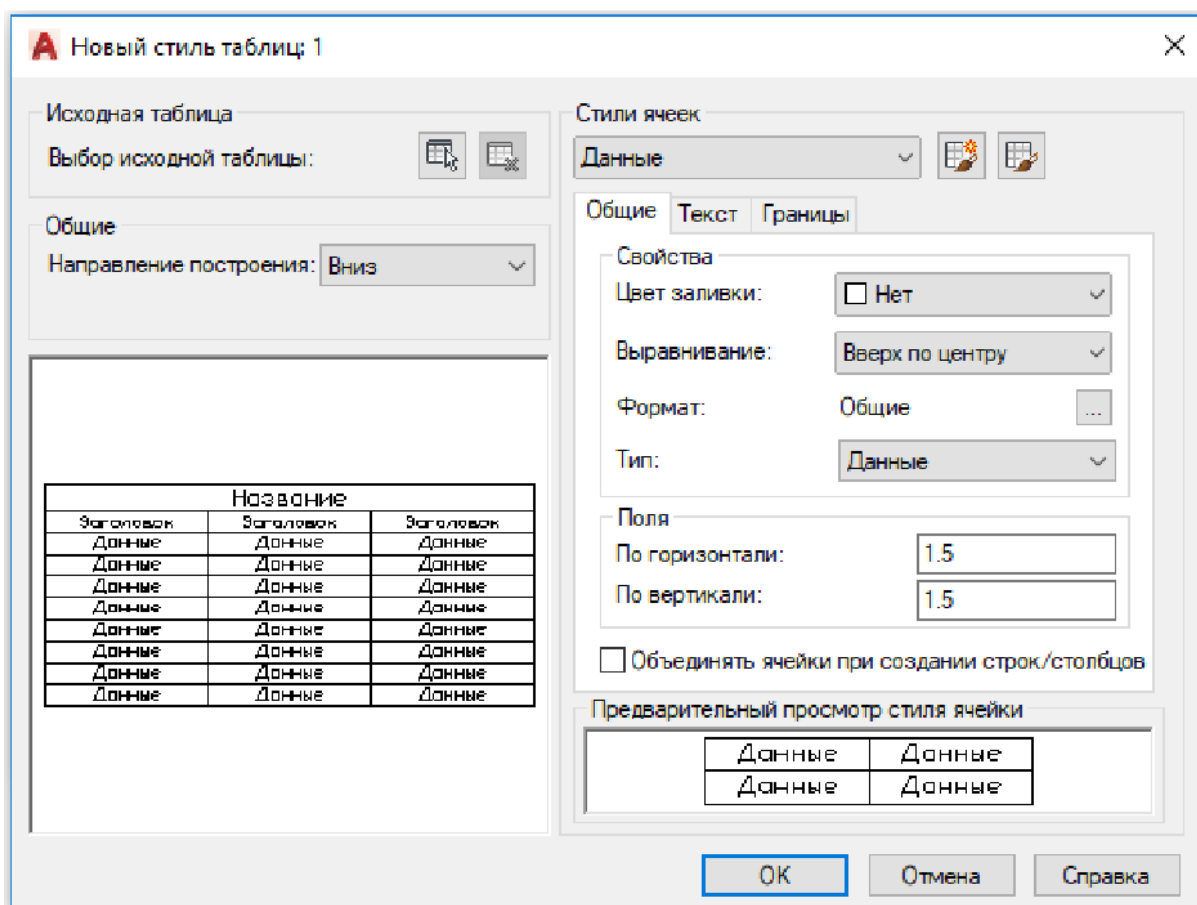 Новый стиль таблиц: 1
Исходная таблица
Выбор исходной таблицы:
Общие
Направление построения: Вниз
Название
Заголовок Заголовок Заголовок
Данные Данные Данные
Данные Данные Данные
Данные Данные Данные
Данные Данные Данные
Данные Данные Данные
Данные Данные Данные
Данные Данные Данные
Данные Данные Данные
Стили ячеек
Данные
Общие Текст Границы
Свойства
Цвет заливки: Нет
Выравнивание: Вверх по центру
Формат: Общие ...
Тип: Данные
Поля
По горизонтали: 1.5
По вертикали: 1.5
Объединять ячейки при создании строк/столбцов
Предварительный просмотр стиля ячейки
Данные Данные
Данные Данные
ОК Отмена Справка